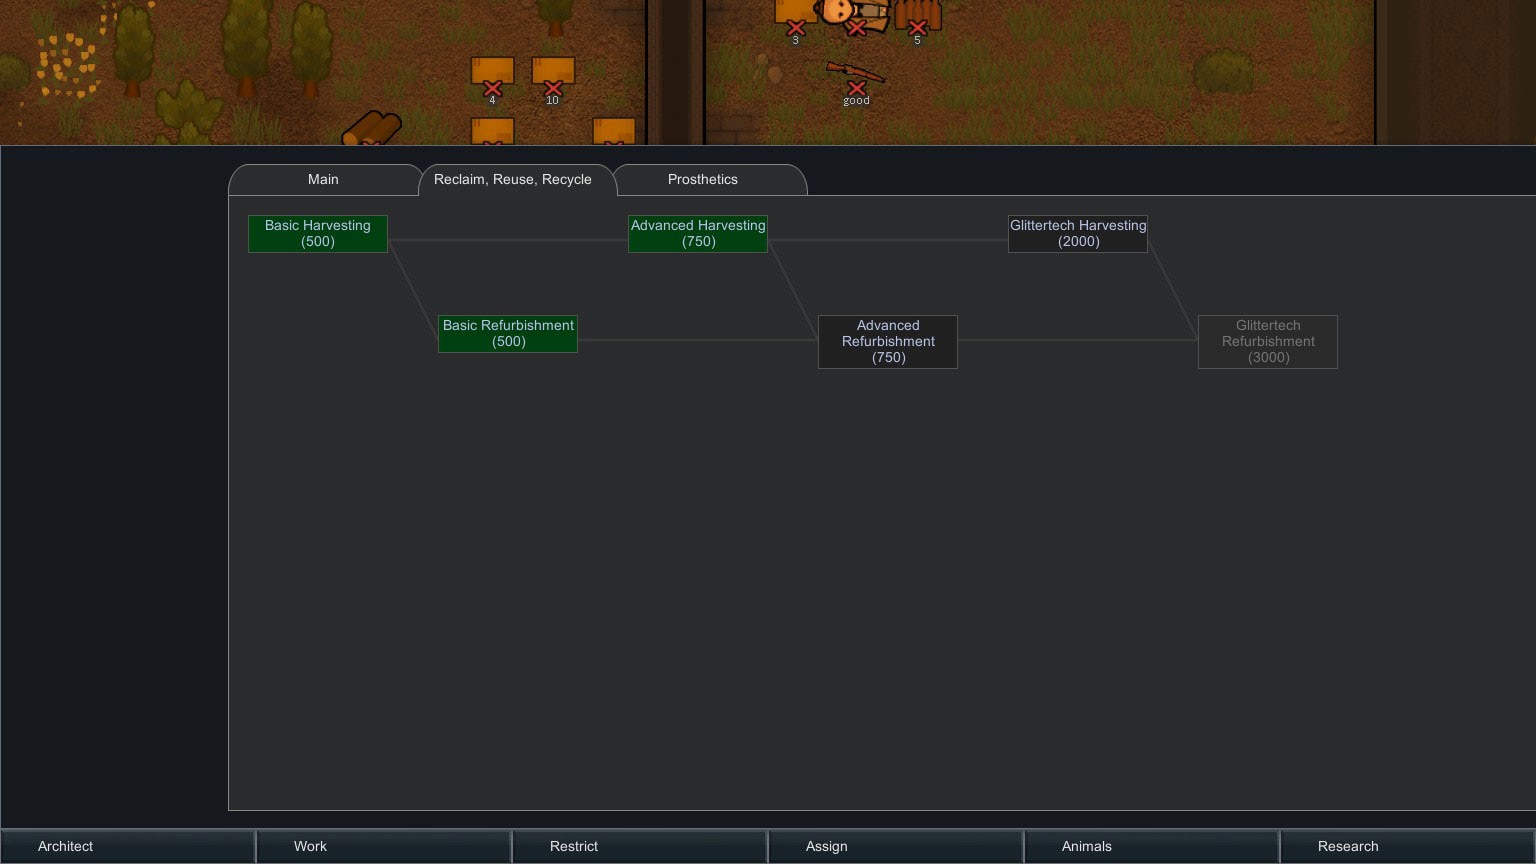 3
5
4
10
good
Main
Reclaim, Reuse, Recycle
Prosthetics
Basic Harvesting
(500)
Advanced Harvesting
(750)
Glittertech Harvesting
(2000)
Basic Refurbishment
(500)
Advanced
Refurbishment
(750)
Glittertech
Refurbishment
(3000)
Architect
Work
Restrict
Assign
Animals
Research